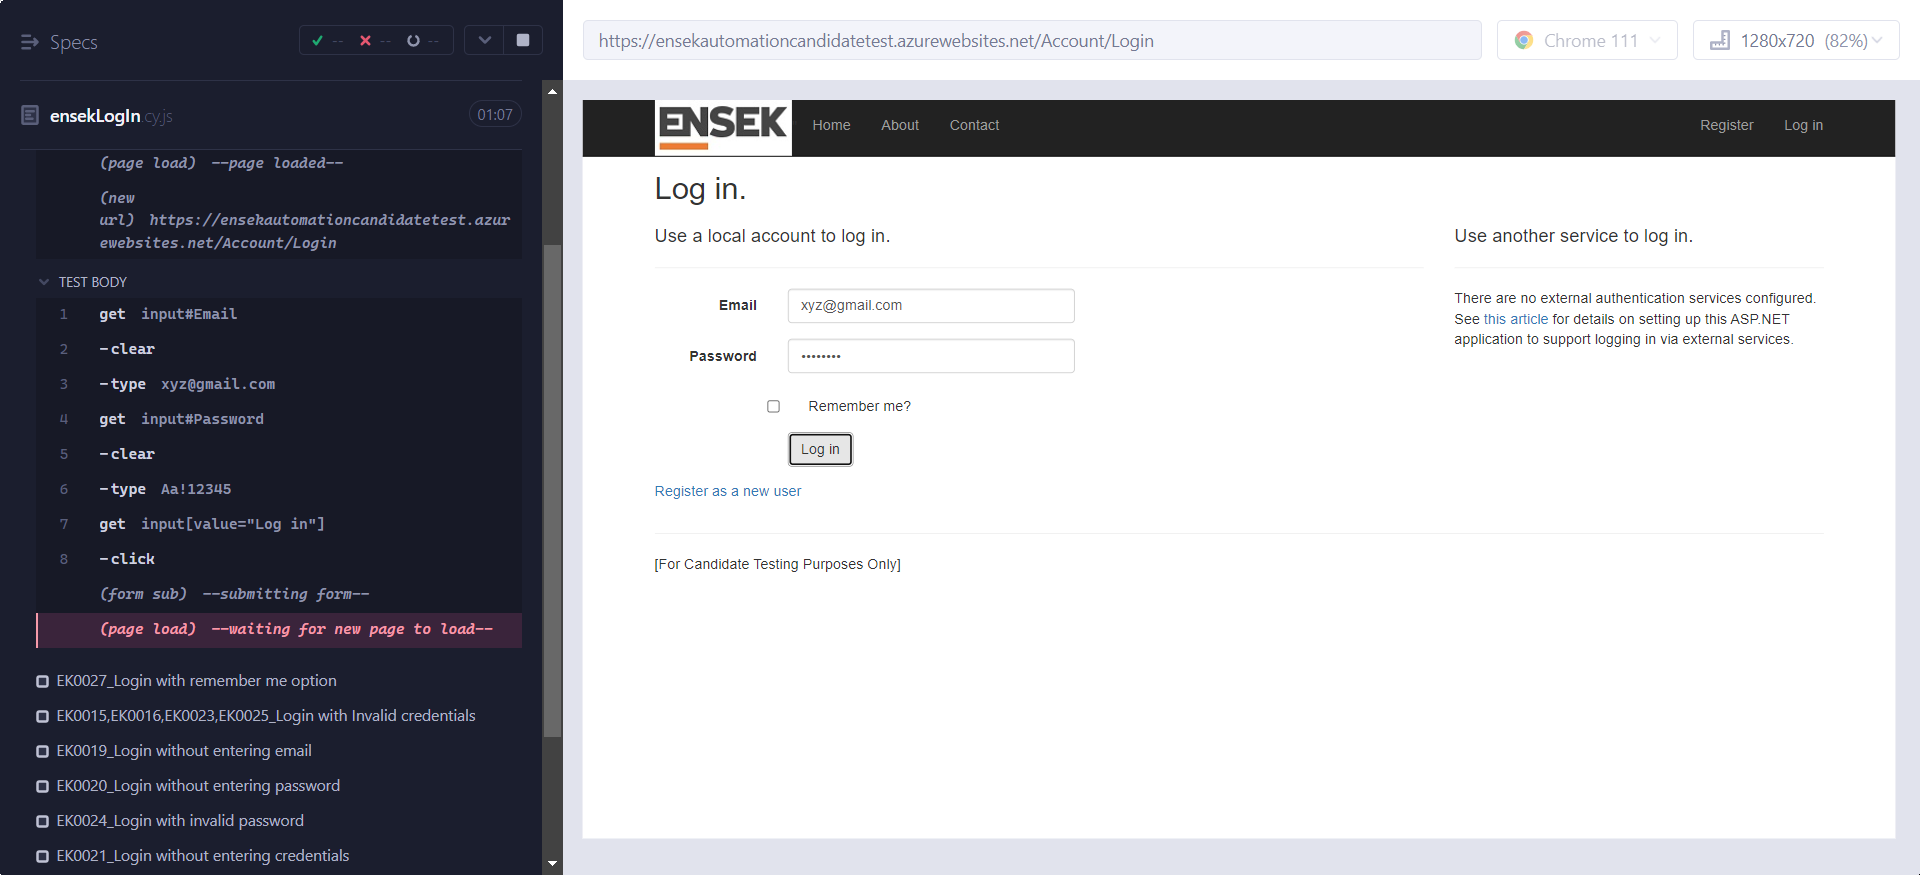 Specs
-- -- --
ensekLogIn.cy.js 01:07
(page load) --page loaded--
(new
url) https://ensekautomationcandidatetest.azur
ewebsites.net/Account/Login
TEST BODY
1 get input#Email
2 -clear
3 -type xyz@gmail.com
4 get input#Password
5 -clear
6 -type Aa!12345
7 get input[value="Log in"]
8 -click
(form sub) --submitting form--
(page load) --waiting for new page to load--
EK0027_Login with remember me option
EK0015,EK0016,EK0023,EK0025_Login with Invalid credentials
EK0019_Login without entering email
EK0020_Login without entering password
EK0024_Login with invalid password
EK0021_Login without entering credentials
https://ensekautomationcandidatetest.azurewebsites.net/Account/Login
Chrome 111
1280x720 (82%)
ENSEK Home About Contact Register Log in
Log in.
Use a local account to log in.
Email xyz@gmail.com
Password ••••••••
Remember me?
Log in
Register as a new user
Use another service to log in.
There are no external authentication services configured.
See this article for details on setting up this ASP.NET
application to support logging in via external services.
[For Candidate Testing Purposes Only]